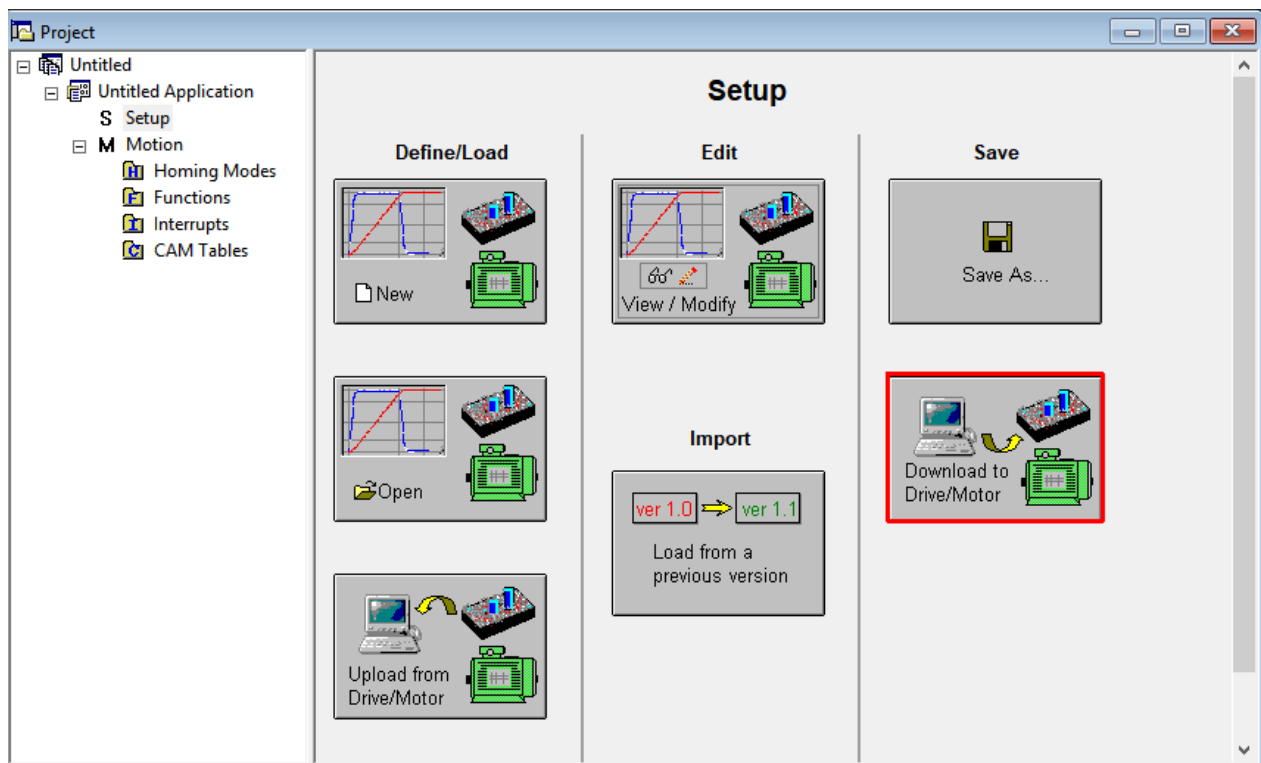 Project
Untitled
Untitled Application
S Setup
M Motion
H Homing Modes
F Functions
I Interrupts
C CAM Tables
Setup
Define/Load
New
Open
Upload from
Drive/Motor
Edit
View / Modify
Import
ver 1.0
ver 1.1
Load from a
previous version
Save
Save As...
Download to
Drive/Motor